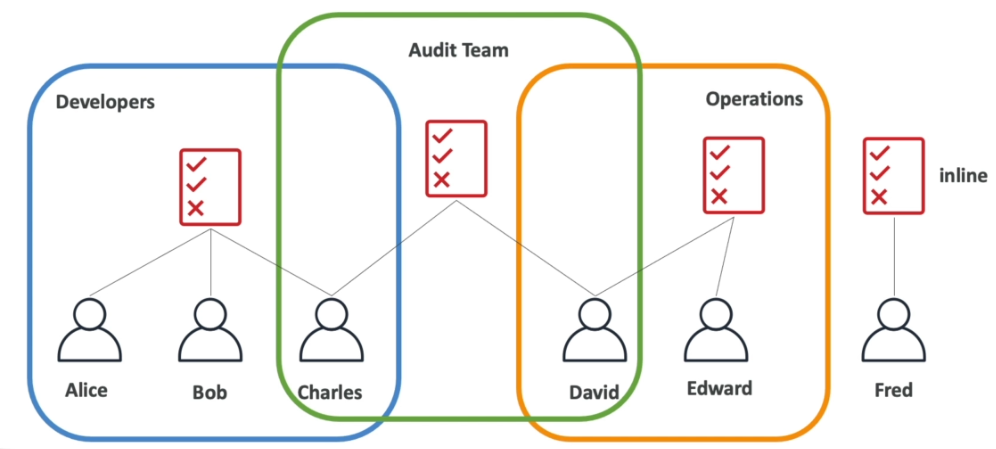 Audit Team
Developers
Operations
inline
Alice
Bob
Charles
David
Edward
Fred